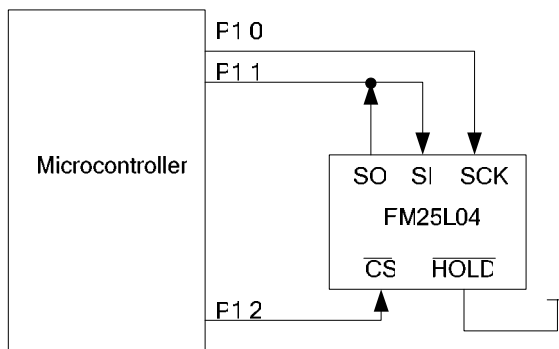 P1 0
P1 1
Microcontroller
SO SI SCK
FM25L04
CS HOLD
P1 2